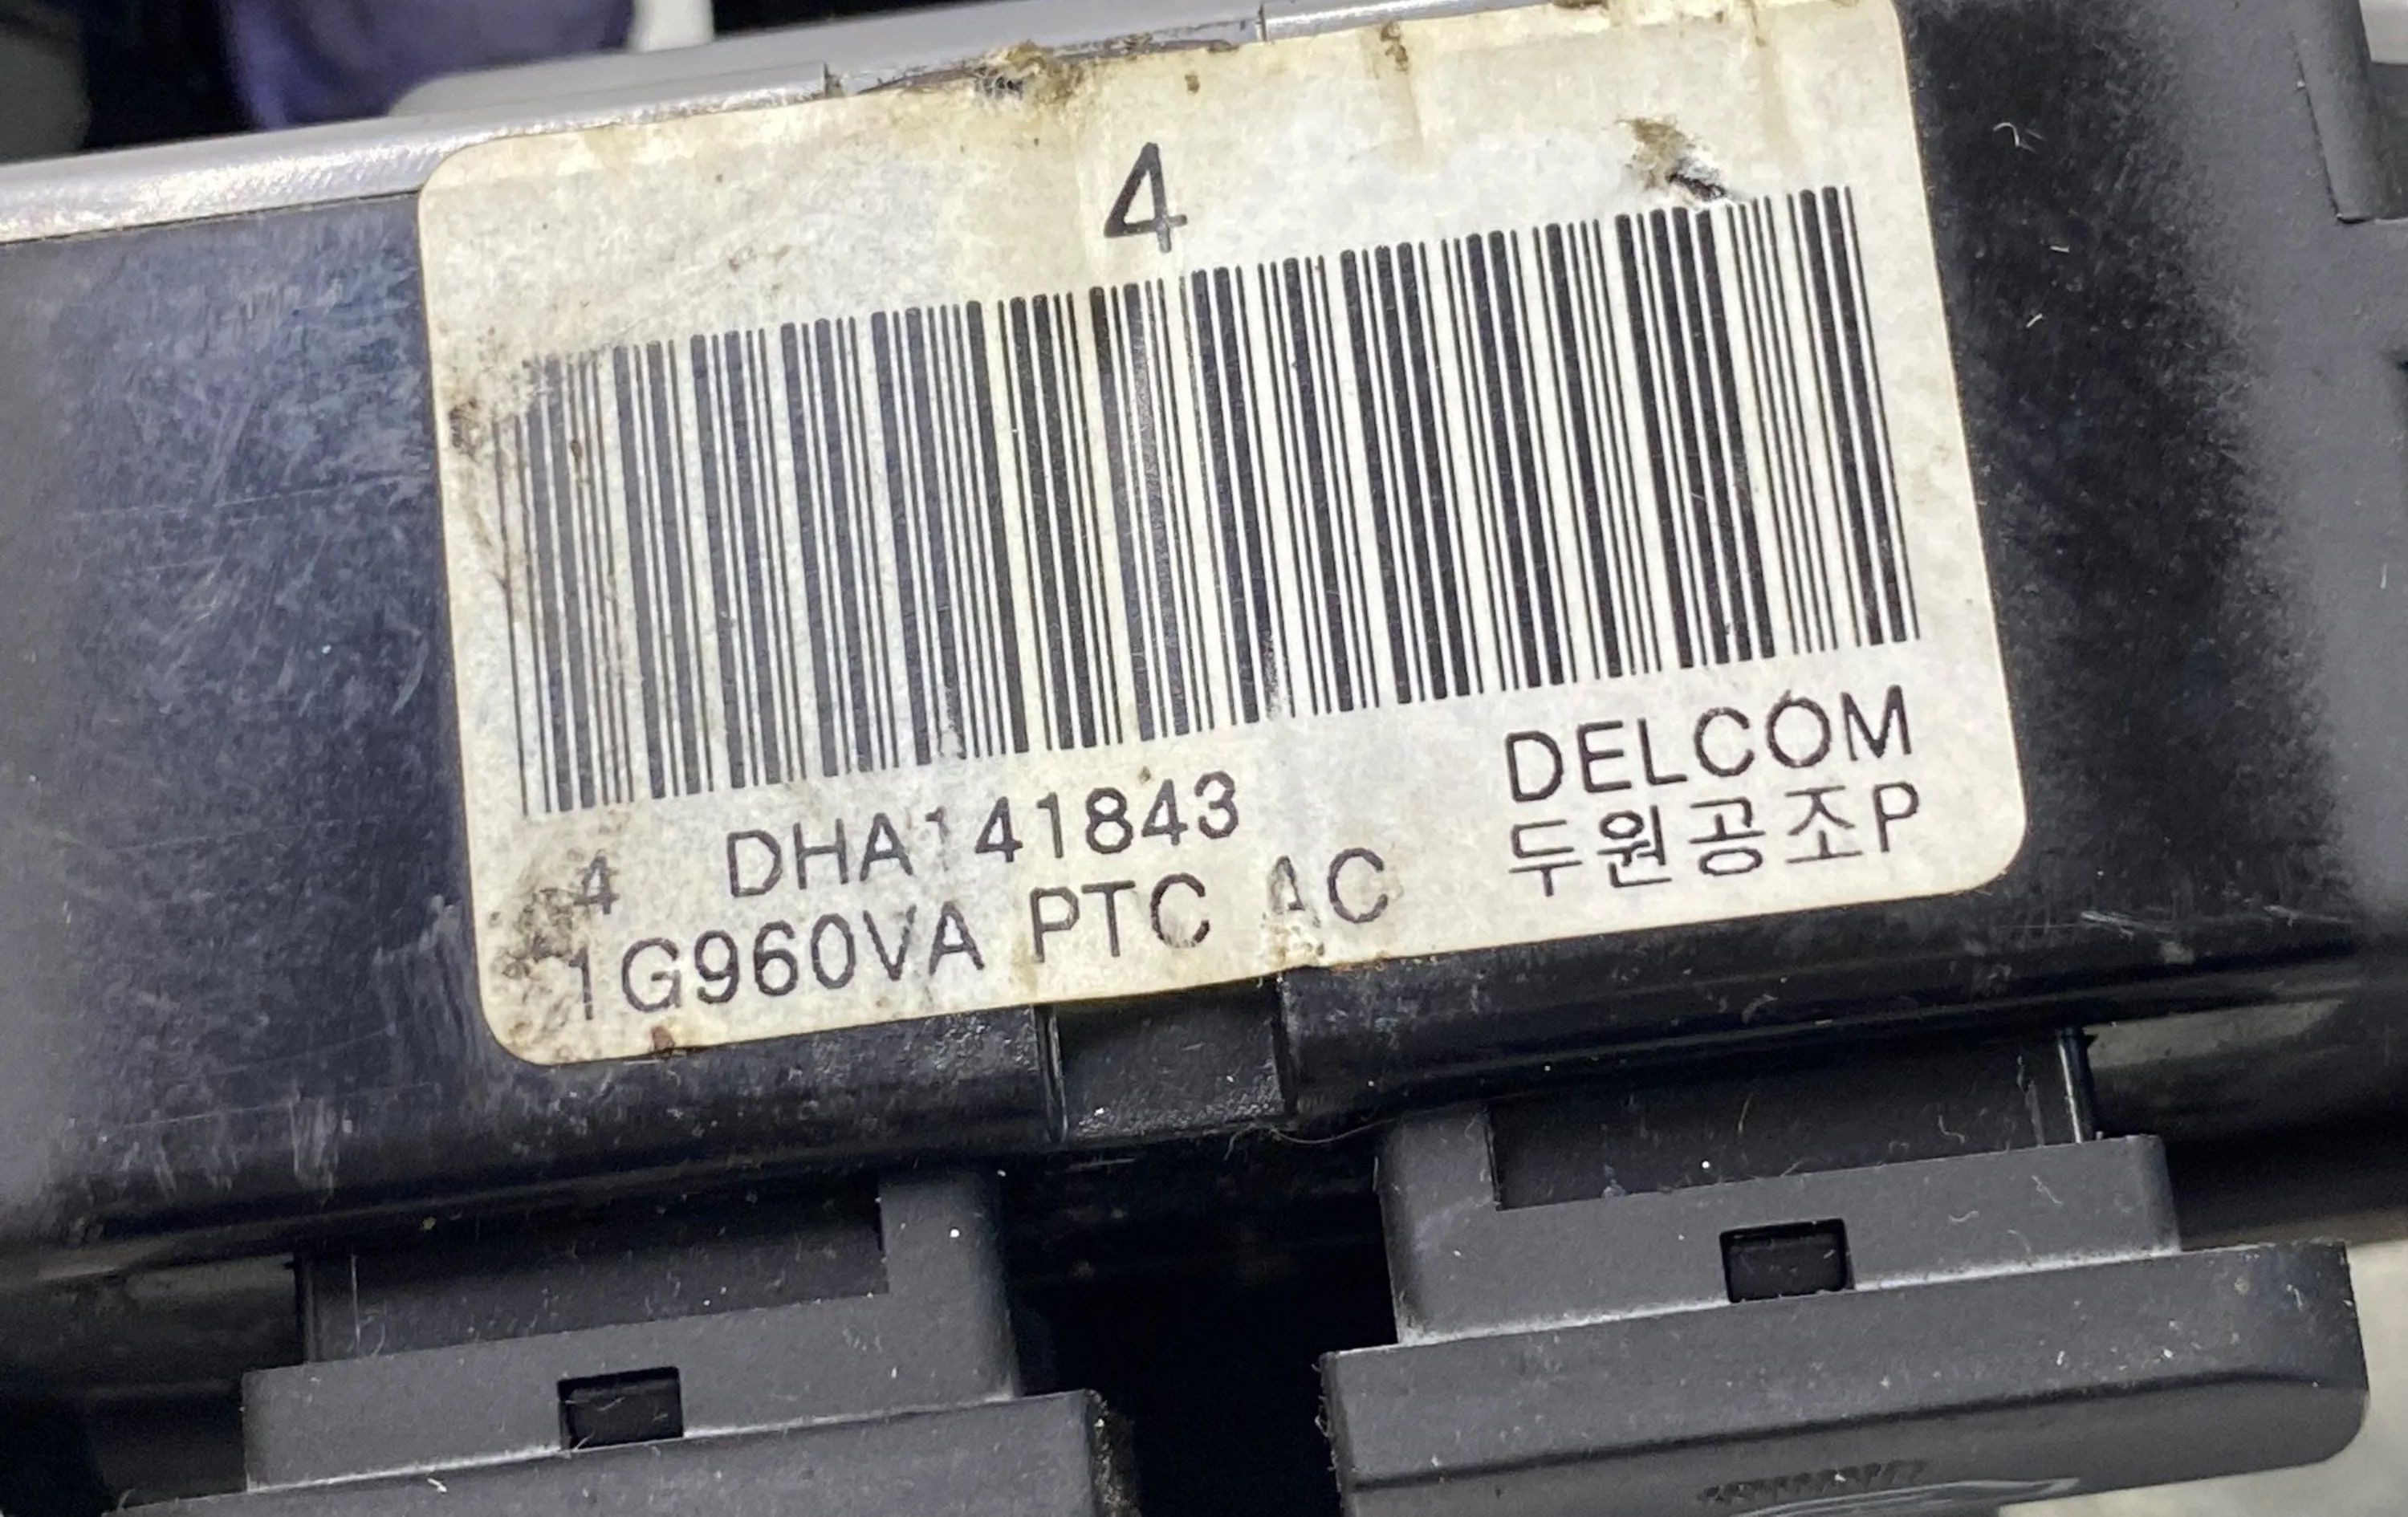 4
4 DHA141843 DELCOM
1G960VA PTC AC 두원공조P